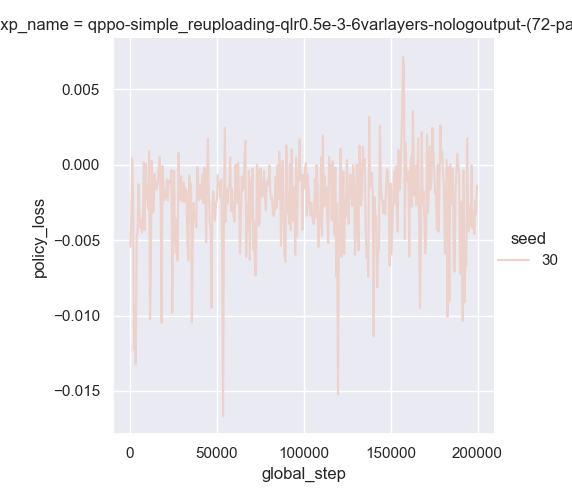 xp_name = qppo-simple_reuploading-qlr0.5e-3-6varlayers-nologoutput-(72-pa
0.005
0.000
−0.005
−0.010
−0.015
policy_loss
0
50000
100000
150000
200000
global_step
seed
30